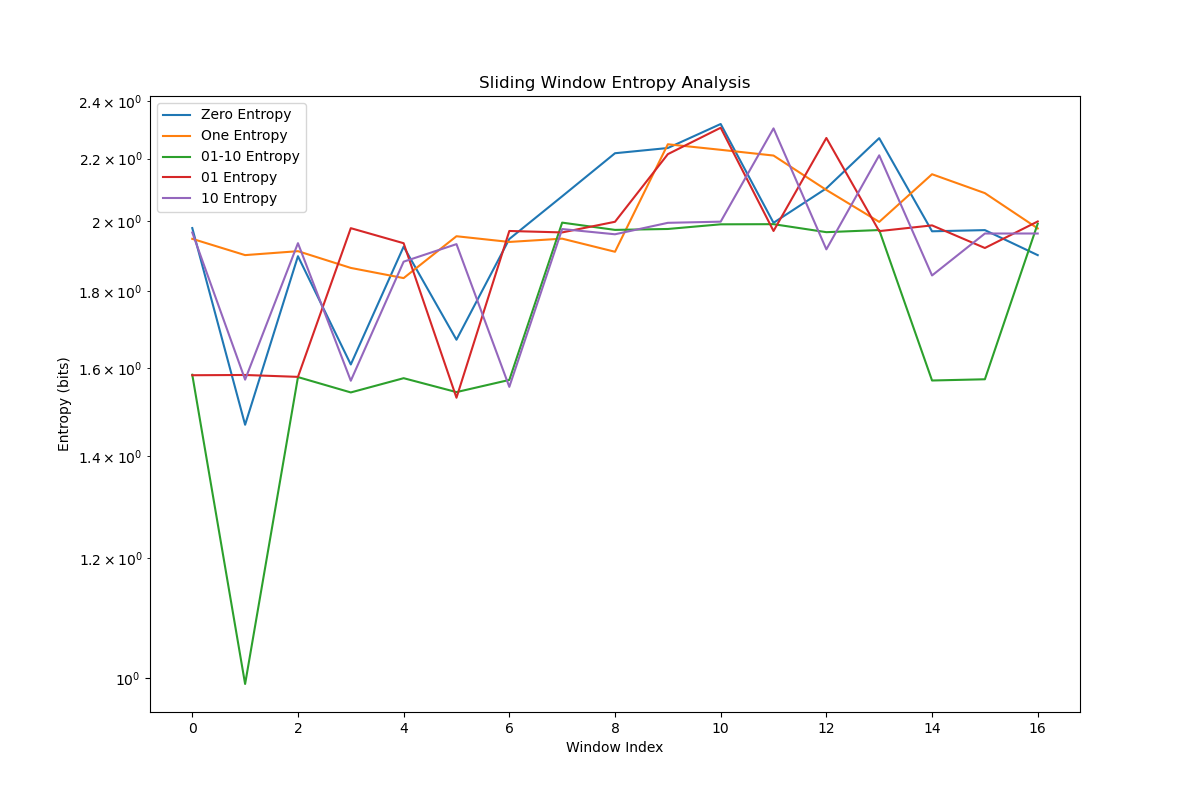 Sliding Window Entropy Analysis
2.4 × 10⁰
2.2 × 10⁰
2 × 10⁰
1.8 × 10⁰
1.6 × 10⁰
1.4 × 10⁰
1.2 × 10⁰
10⁰
Entropy (bits)
Zero Entropy
One Entropy
01-10 Entropy
01 Entropy
10 Entropy
0 2 4 6 8 10 12 14 16
Window Index